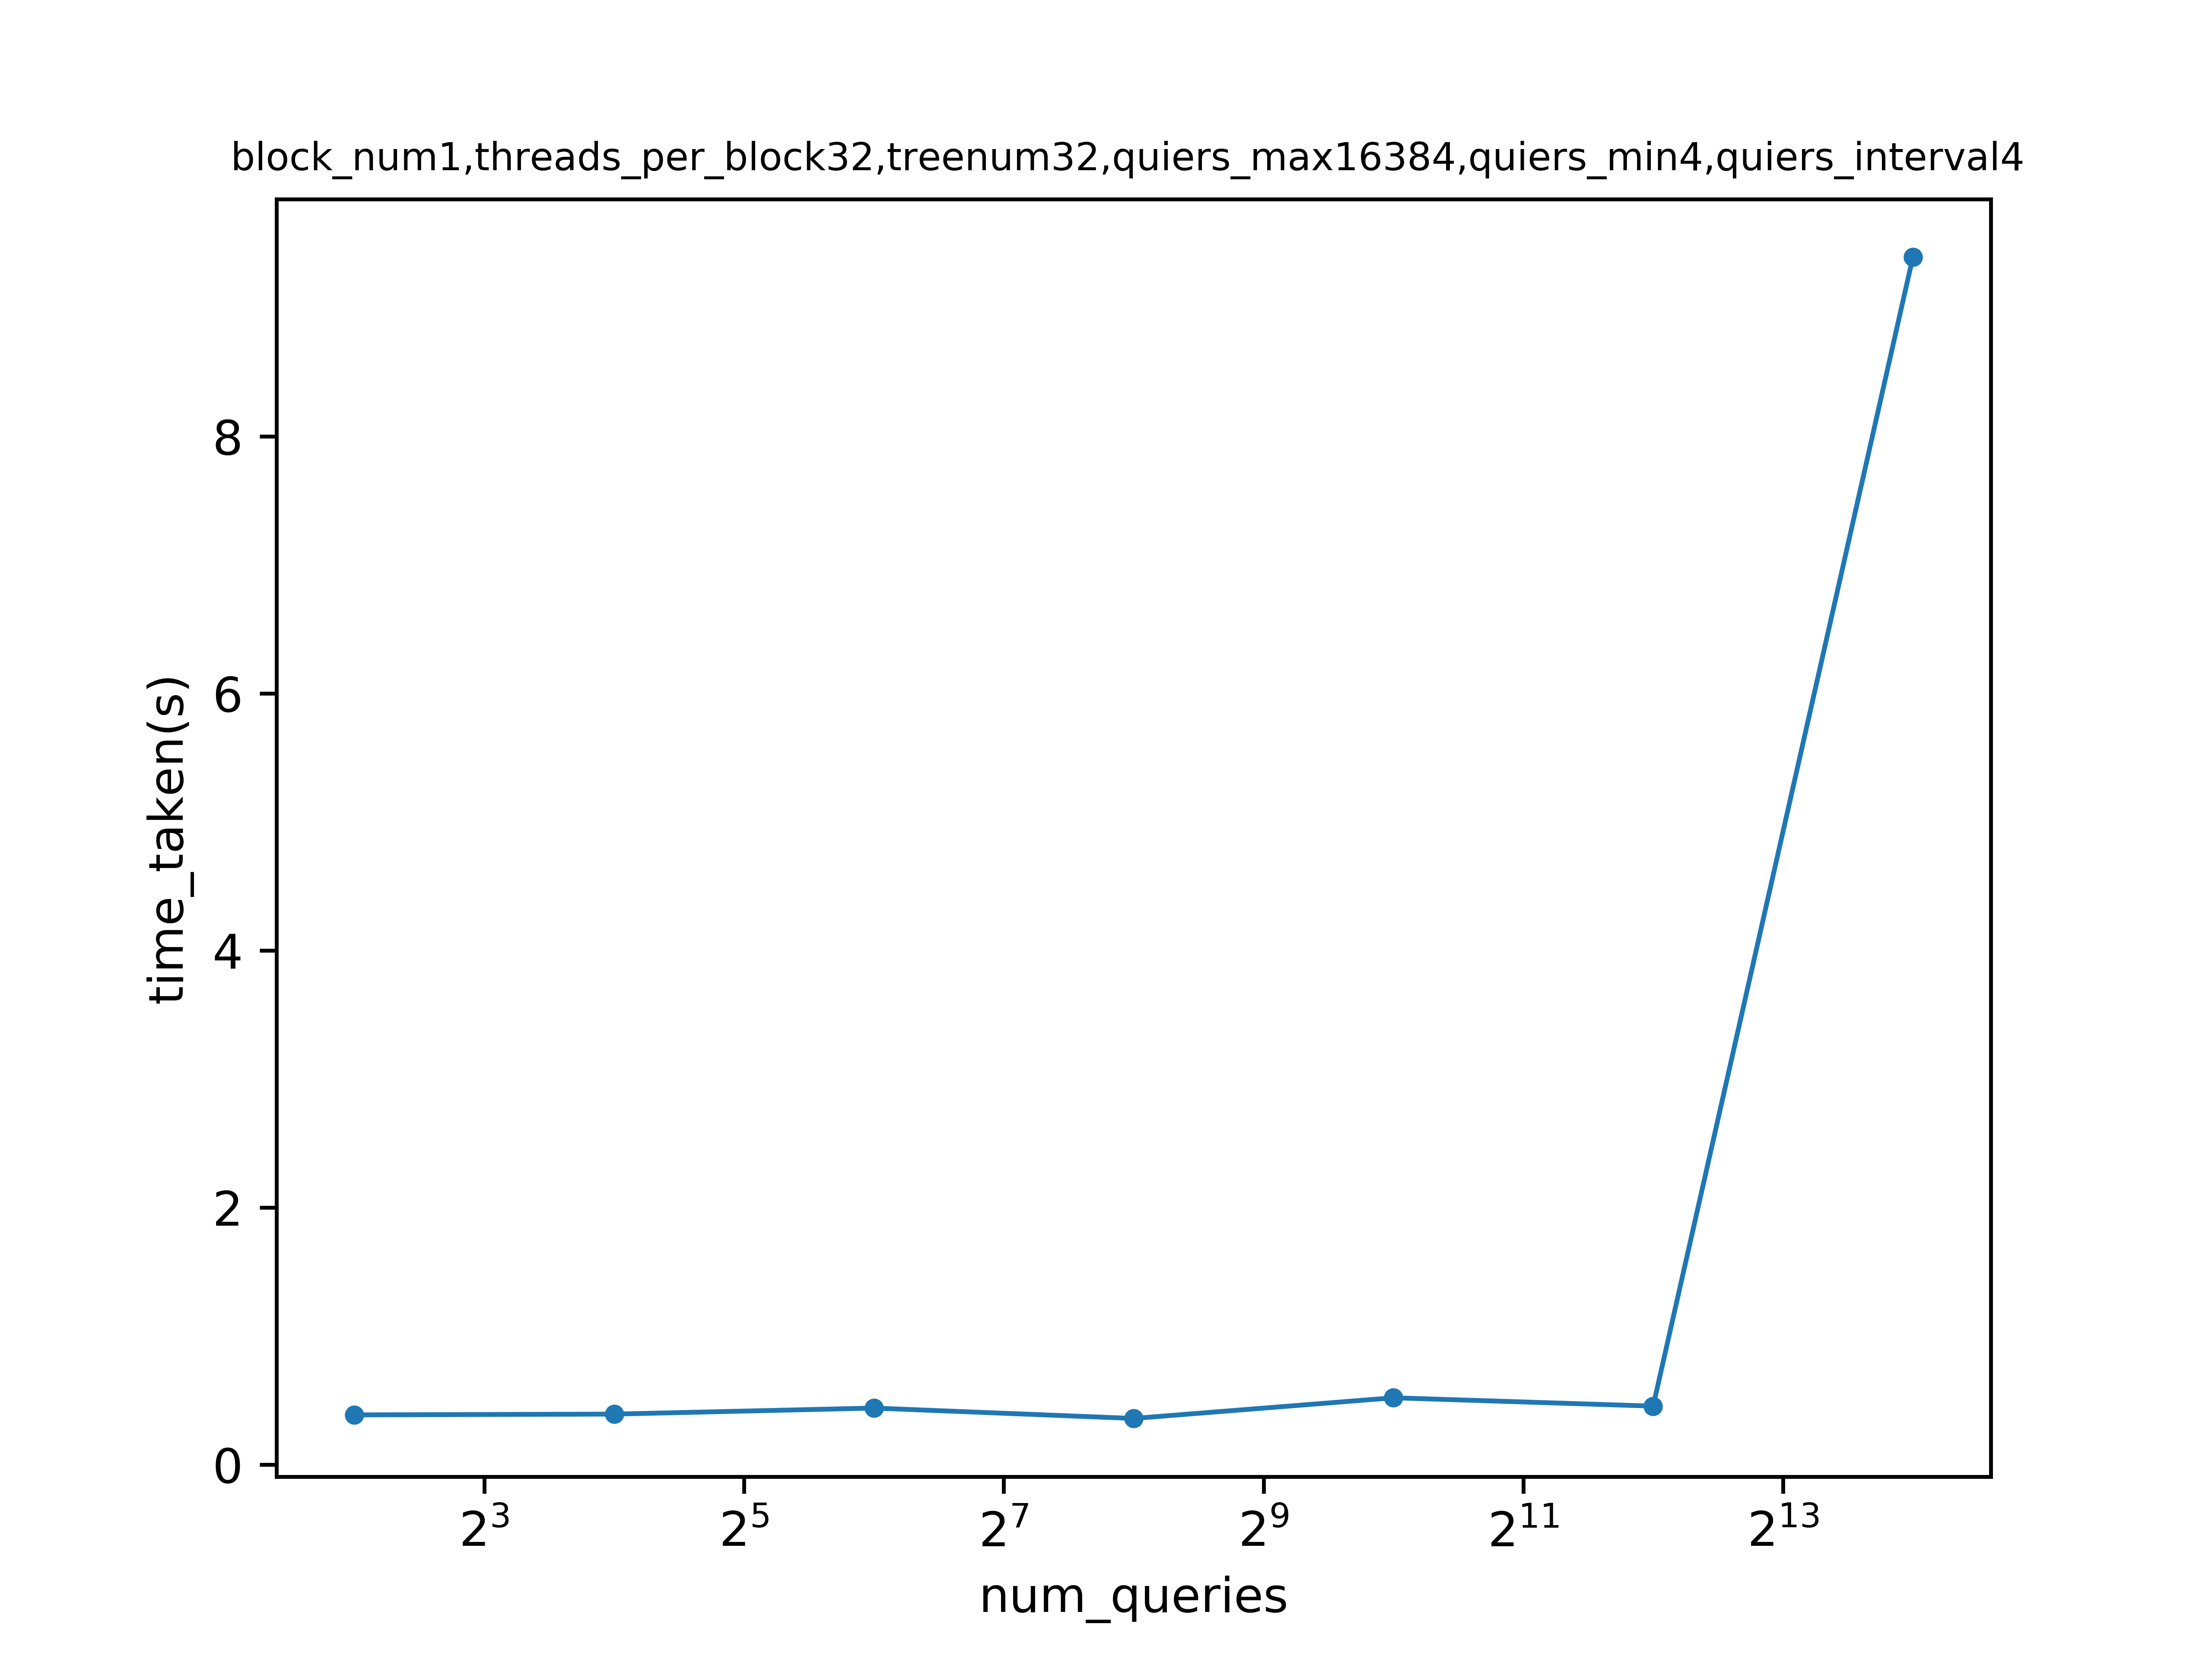 block_num1,threads_per_block32,treenum32,quiers_max16384,quiers_min4,quiers_interval4
time_taken(s)
8
6
4
2
0
2^3 2^5 2^7 2^9 2^11 2^13
num_queries